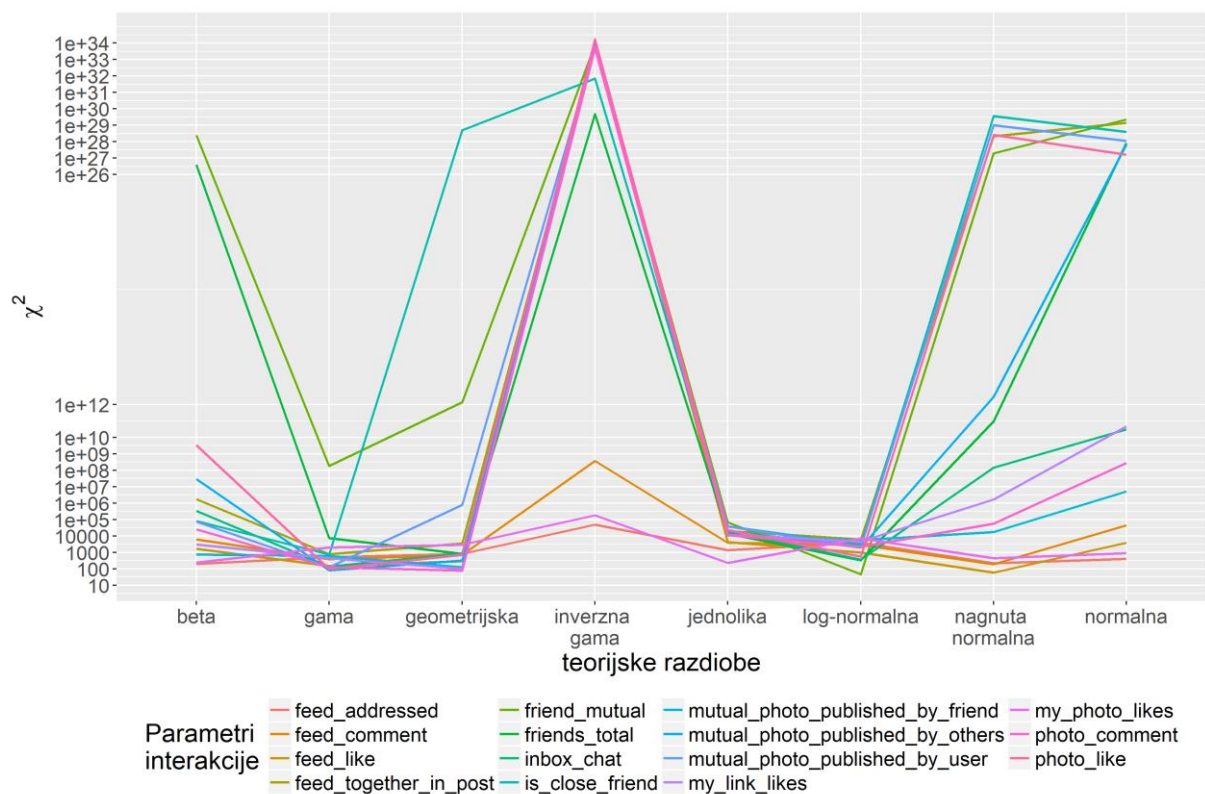 1e+34
1e+33
1e+32
1e+31
1e+30
1e+29
1e+28
1e+27
1e+26
χ²
1e+12
1e+10
1e+09
1e+08
1e+07
1e+06
1e+05
10000
1000
100
10
beta gama geometrijska inverzna gama jednolika log-normalna nagnuta normalna normalna
teorijske razdiobe
Parametri interakcije
feed_addressed friend_mutual mutual_photo_published_by_friend my_photo_likes
feed_comment friends_total mutual_photo_published_by_others photo_comment
feed_like inbox_chat mutual_photo_published_by_user photo_like
feed_together_in_post is_close_friend my_link_likes